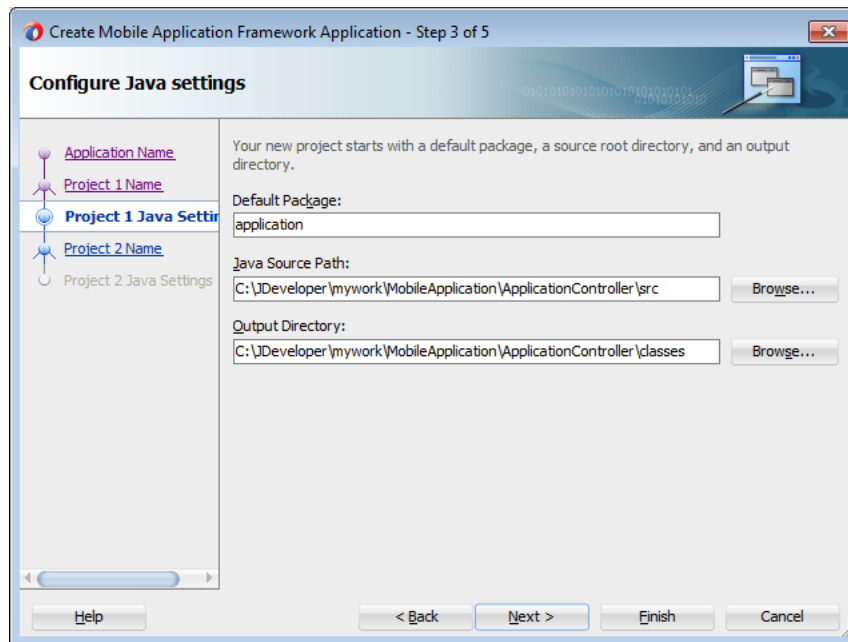 Create Mobile Application Framework Application - Step 3 of 5
Configure Java settings
010101010101010101010101010101
01010101010
Application Name
Project 1 Name
Project 1 Java Settin
Project 2 Name
Project 2 Java Settings
Your new project starts with a default package, a source root directory, and an output
directory.
Default Package:
application
Java Source Path:
C:\JDeveloper\mywork\MobileApplication\ApplicationController\src
Browse...
Output Directory:
C:\JDeveloper\mywork\MobileApplication\ApplicationController\classes
Browse...
Help
< Back
Next >
Finish
Cancel